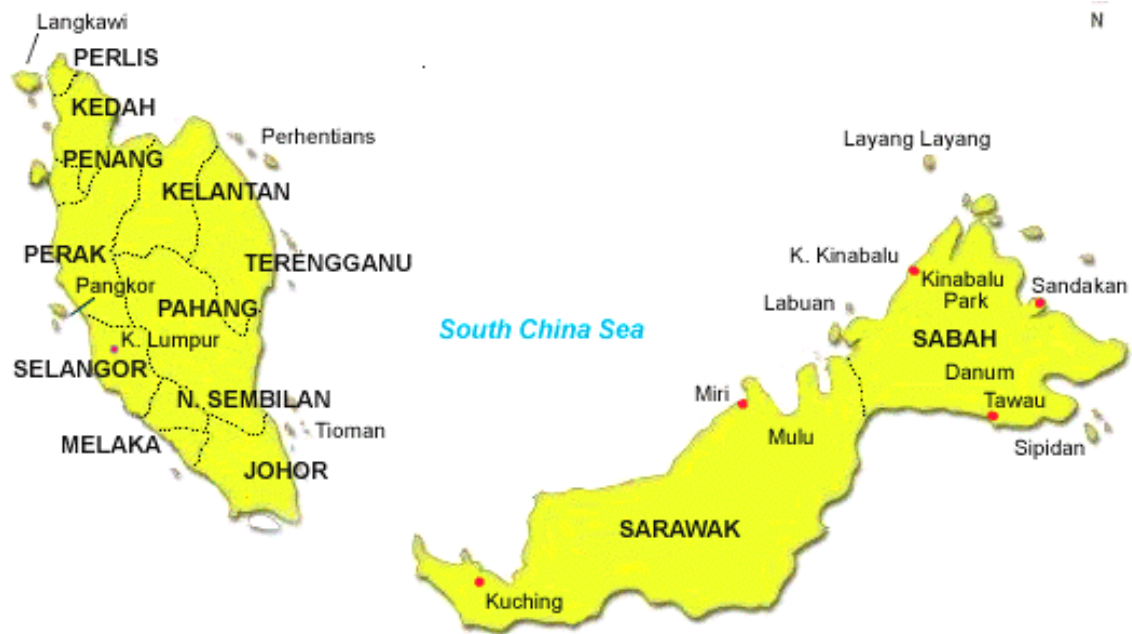 Langkawi
N
PERLIS
KEDAH
Perhentians
Layang Layang
PENANG
KELANTAN
PERAK
TERENGGANU
K. Kinabalu
Kinabalu
Park
Sandakan
Pangkor
PAHANG
Labuan
South China Sea
K. Lumpur
SABAH
SELANGOR
Danum
N. SEMBILAN
Miri
Tawau
Tioman
MELAKA
Mulu
Sipidan
JOHOR
SARAWAK
Kuching